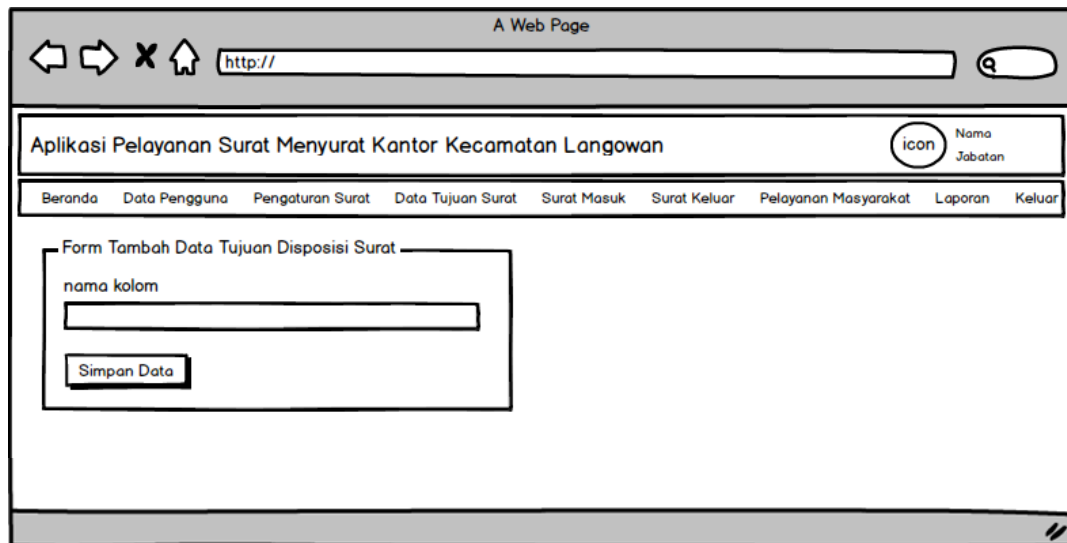 A Web Page
http://
Aplikasi Pelayanan Surat Menyurat Kantor Kecamatan Langowan
icon
Nama
Jabatan
Beranda Data Pengguna Pengaturan Surat Data Tujuan Surat Surat Masuk Surat Keluar Pelayanan Masyarakat Laporan Keluar
Form Tambah Data Tujuan Disposisi Surat
nama kolom
Simpan Data